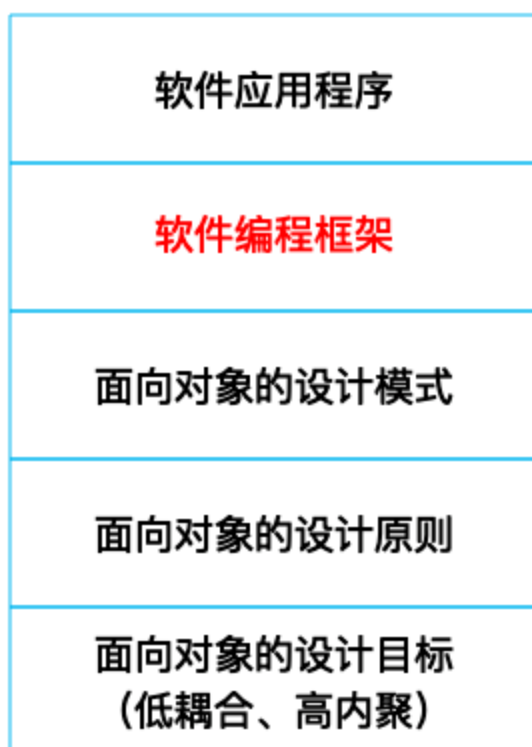 软件应用程序
软件编程框架
面向对象的设计模式
面向对象的设计原则
面向对象的设计目标
（低耦合、高内聚）